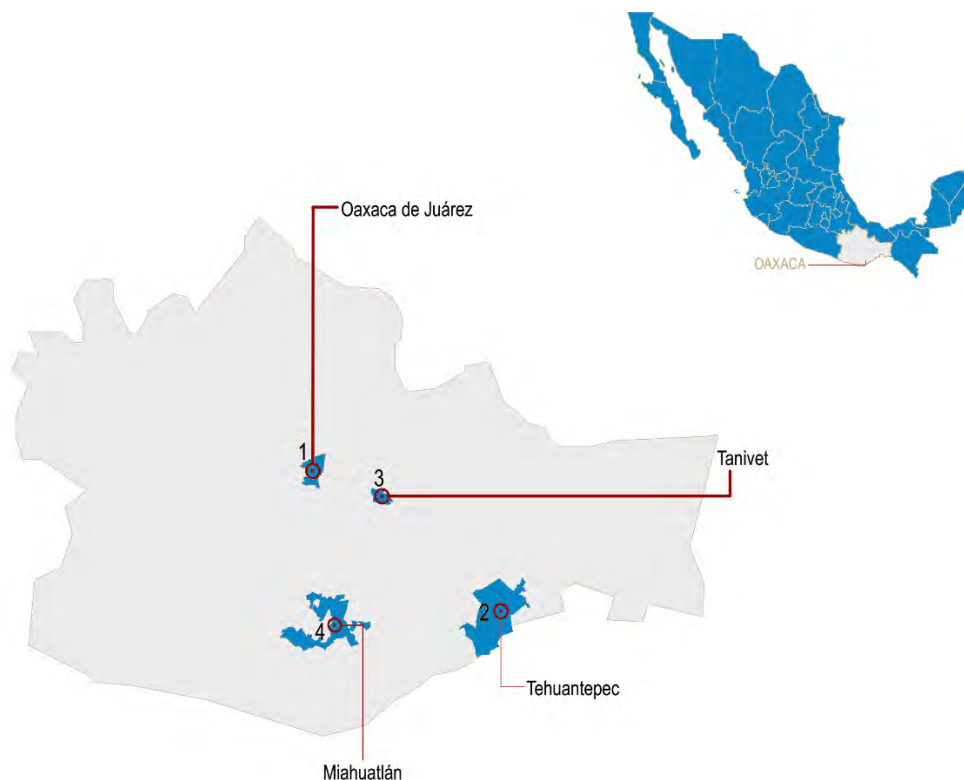 Oaxaca de Juárez
OAXACA
1
3
Tanivet
2
4
Tehuantepec
Miahuatlán